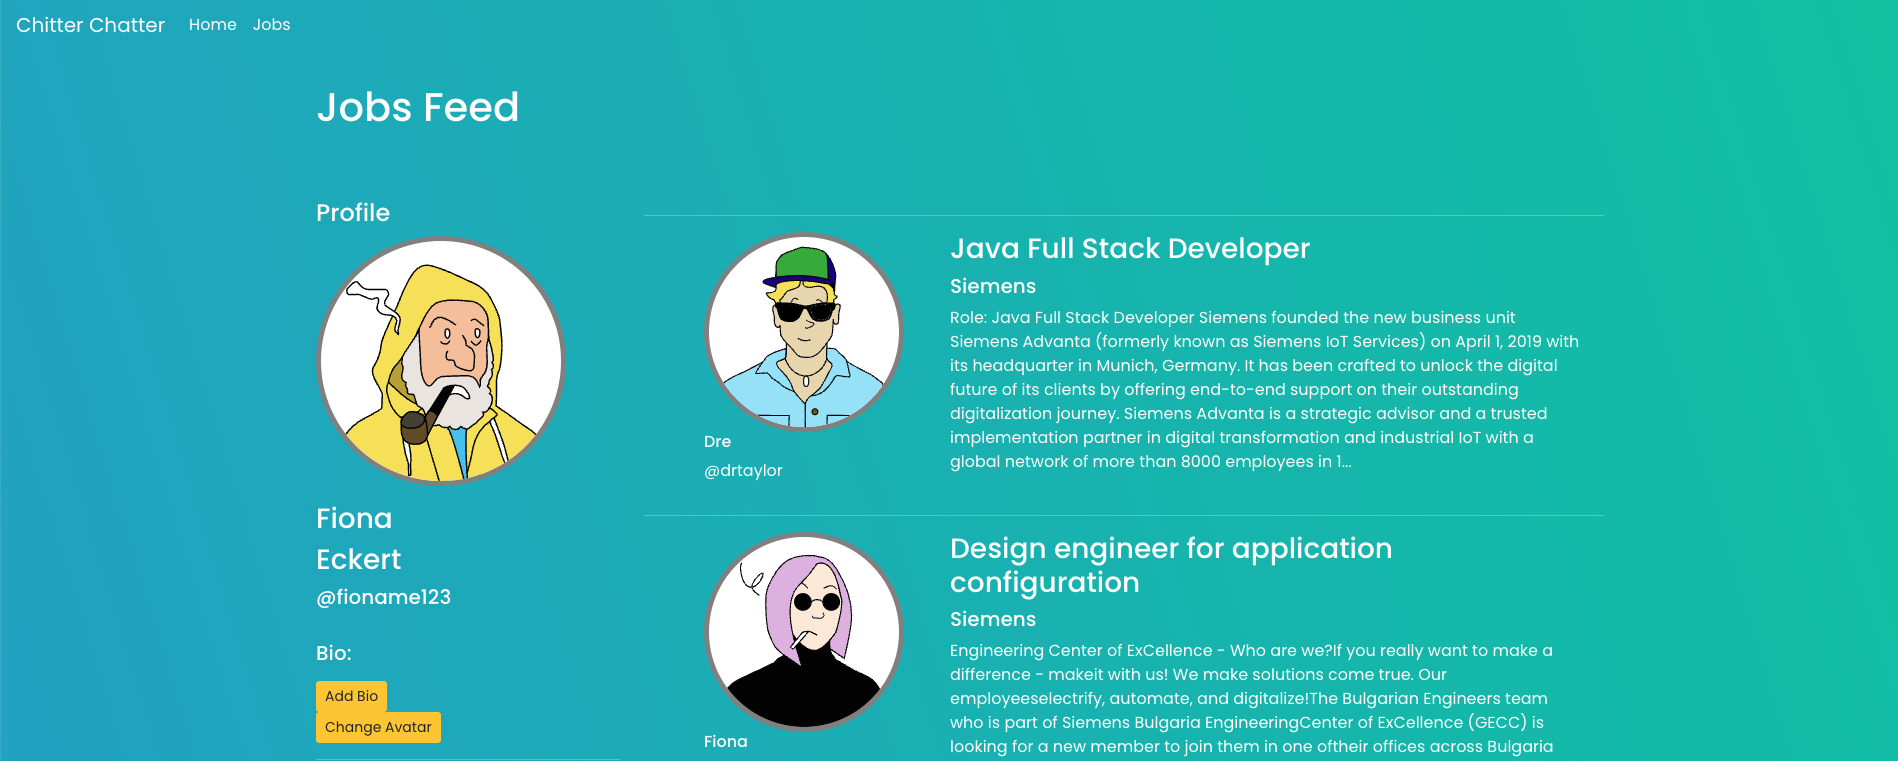 Chitter Chatter Home Jobs
Jobs Feed
Profile
Fiona
Eckert
@fioname123
Bio:
Add Bio
Change Avatar
Dre
@drtaylor
Java Full Stack Developer
Siemens
Role: Java Full Stack Developer Siemens founded the new business unit
Siemens Advanta (formerly known as Siemens IoT Services) on April 1, 2019 with
its headquarter in Munich, Germany. It has been crafted to unlock the digital
future of its clients by offering end-to-end support on their outstanding
digitalization journey. Siemens Advanta is a strategic advisor and a trusted
implementation partner in digital transformation and industrial IoT with a
global network of more than 8000 employees in 1...
Fiona
Design engineer for application
configuration
Siemens
Engineering Center of ExCellence - Who are we?If you really want to make a
difference - makeit with us! We make solutions come true. Our
employeeselectrify, automate, and digitalize!The Bulgarian Engineers team
who is part of Siemens Bulgaria EngineeringCenter of ExCellence (GECC) is
looking for a new member to join them in one oftheir offices across Bulgaria